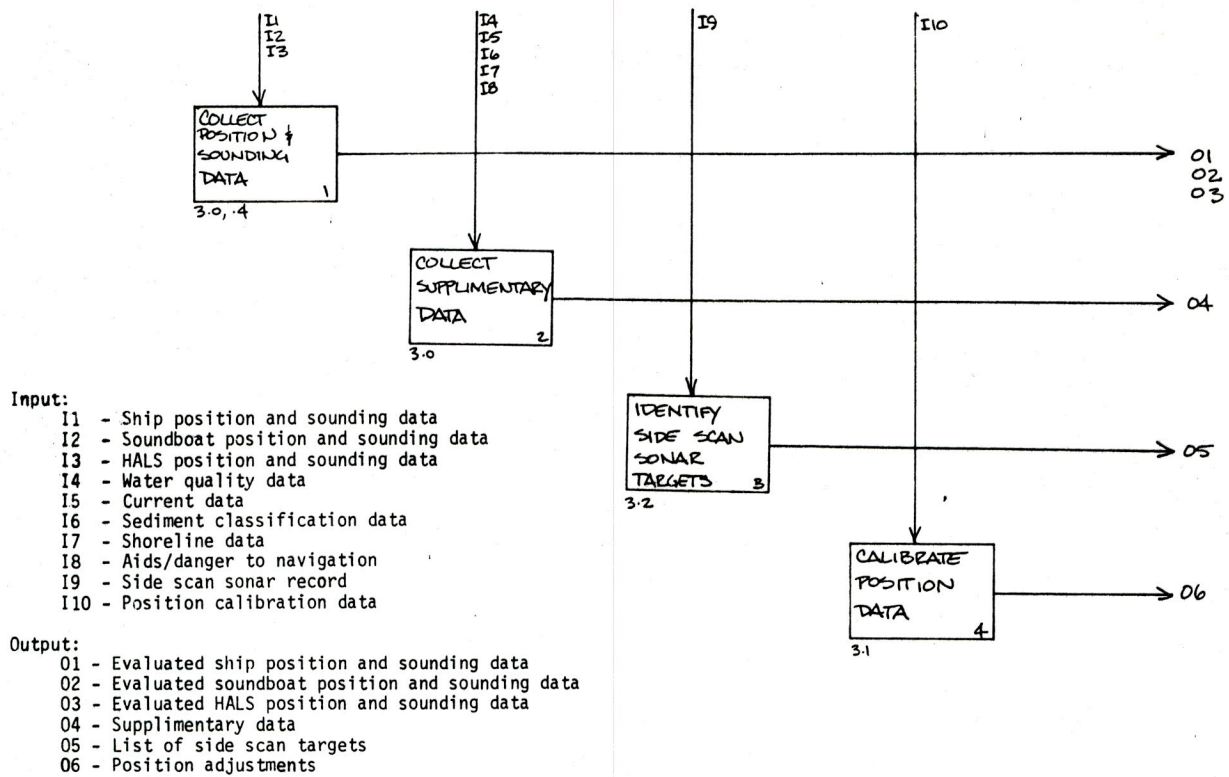 I1
I2
I3
I4
I5
I6
I7
I8
I9
I10
COLLECT
POSITION &
SOUNDING
DATA
1
3.0, .4
O1
O2
O3
COLLECT
SUPPLIMENTARY
DATA
2
3.0
O4
IDENTIFY
SIDE SCAN
SONAR
TARGETS 3
3.2
O5
CALIBRATE
POSITION
DATA
4
3.1
O6
Input:
I1 - Ship position and sounding data
I2 - Soundboat position and sounding data
I3 - HALS position and sounding data
I4 - Water quality data
I5 - Current data
I6 - Sediment classification data
I7 - Shoreline data
I8 - Aids/danger to navigation
I9 - Side scan sonar record
I10 - Position calibration data
Output:
O1 - Evaluated ship position and sounding data
O2 - Evaluated soundboat position and sounding data
O3 - Evaluated HALS position and sounding data
O4 - Supplimentary data
O5 - List of side scan targets
O6 - Position adjustments